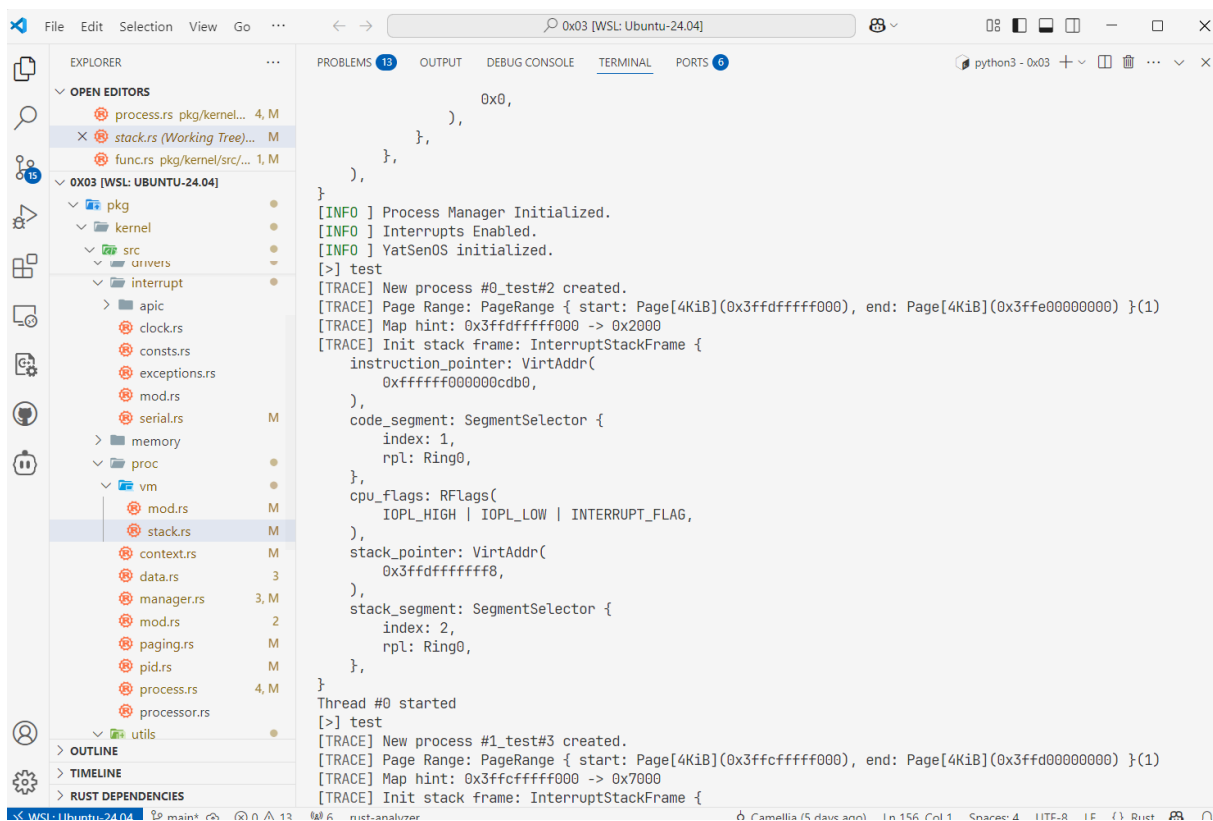 File Edit Selection View Go ···
0x03 [WSL: Ubuntu-24.04]
EXPLORER
OPEN EDITORS
process.rs pkg/kernel... 4, M
stack.rs (Working Tree)... M
func.rs pkg/kernel/src/... 1, M
0X03 [WSL: UBUNTU-24.04]
pkg
kernel
src
drivers
interrupt
apic
clock.rs
consts.rs
exceptions.rs
mod.rs
serial.rs M
memory
proc
vm
mod.rs M
stack.rs M
context.rs M
data.rs 3
manager.rs 3, M
mod.rs 2
paging.rs M
pid.rs M
process.rs 4, M
processor.rs
utils
OUTLINE
TIMELINE
RUST DEPENDENCIES
15
PROBLEMS 13 OUTPUT DEBUG CONSOLE TERMINAL PORTS 6
python3 - 0x03
0x0,
),
},
},
),
}
[INFO ] Process Manager Initialized.
[INFO ] Interrupts Enabled.
[INFO ] YatSenOS initialized.
[>] test
[TRACE] New process #0_test#2 created.
[TRACE] Page Range: PageRange { start: Page[4KiB](0x3ffdfffff000), end: Page[4KiB](0x3ffe00000000) }(1)
[TRACE] Map hint: 0x3ffdfffff000 -> 0x2000
[TRACE] Init stack frame: InterruptStackFrame {
instruction_pointer: VirtAddr(
0xffffff000000cdb0,
),
code_segment: SegmentSelector {
index: 1,
rpl: Ring0,
},
cpu_flags: RFlags(
IOPL_HIGH | IOPL_LOW | INTERRUPT_FLAG,
),
stack_pointer: VirtAddr(
0x3ffdfffffff8,
),
stack_segment: SegmentSelector {
index: 2,
rpl: Ring0,
},
}
Thread #0 started
[>] test
[TRACE] New process #1_test#3 created.
[TRACE] Page Range: PageRange { start: Page[4KiB](0x3ffcfffff000), end: Page[4KiB](0x3ffd00000000) }(1)
[TRACE] Map hint: 0x3ffcfffff000 -> 0x7000
[TRACE] Init stack frame: InterruptStackFrame {
WSL: Ubuntu-24.04 main* 0 13 6 rust-analyzer Camellia (5 days ago) Ln 156, Col 1 Spaces: 4 UTF-8 LF {} Rust